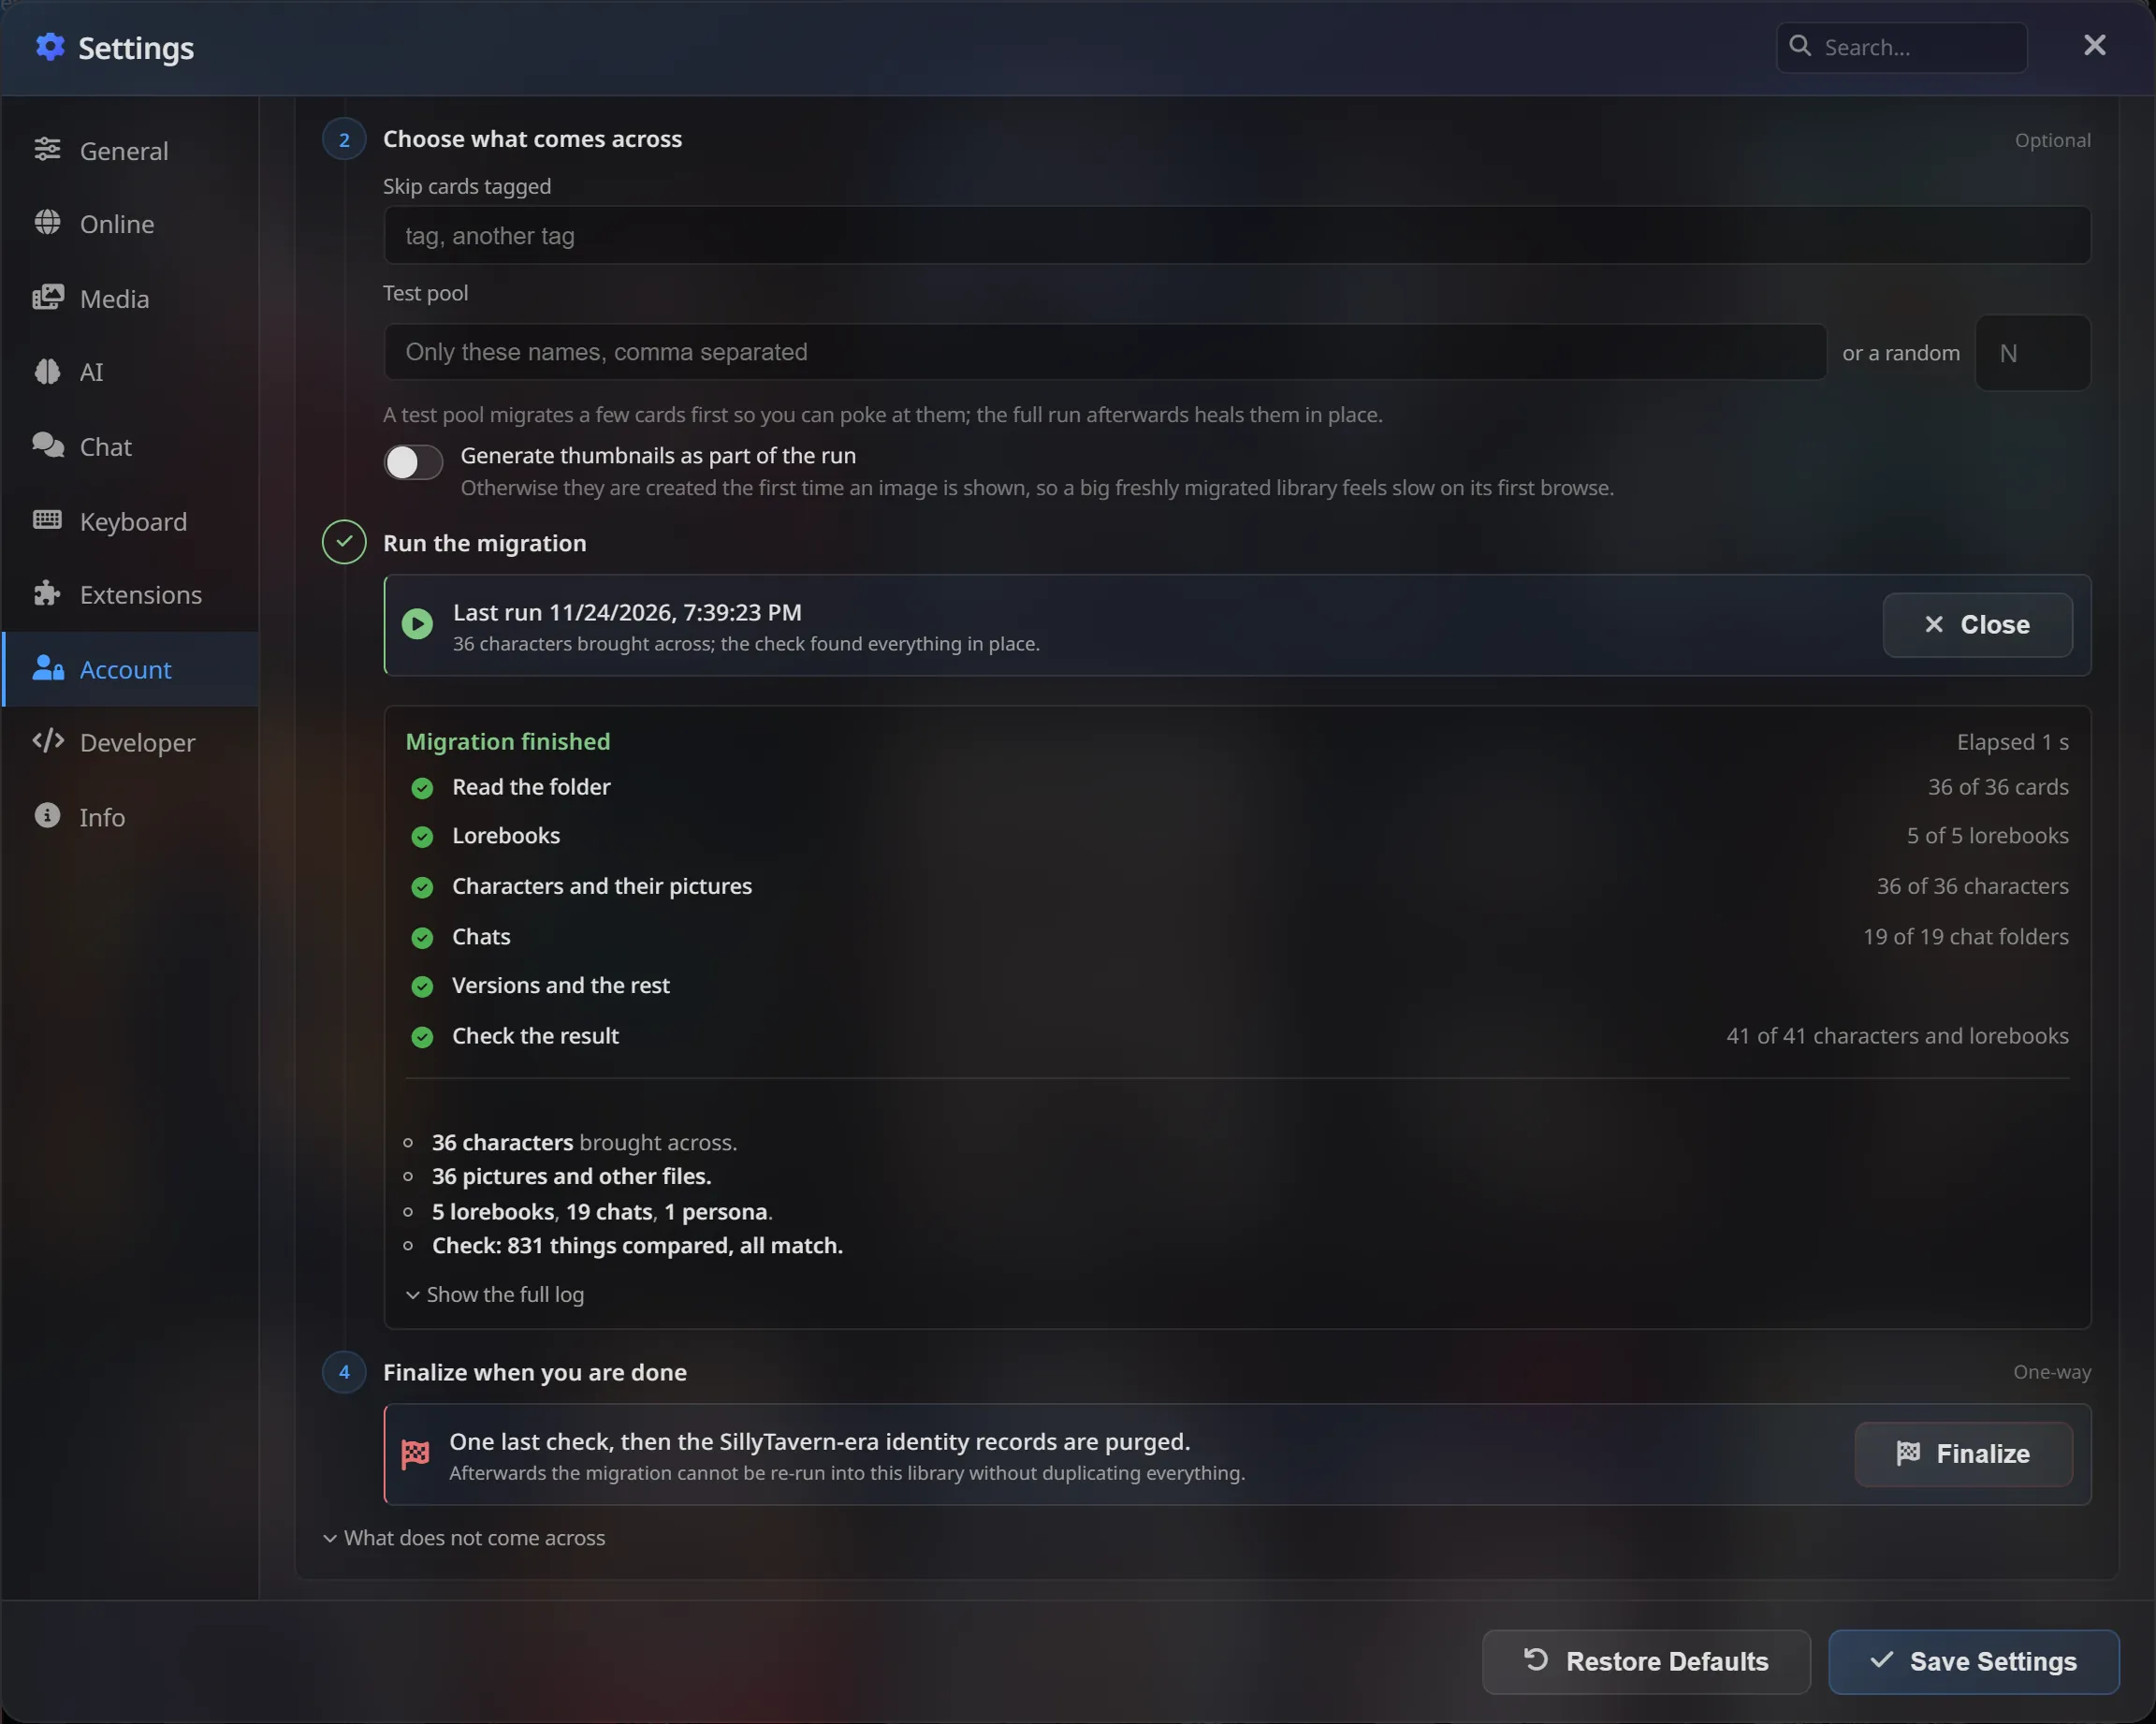 Settings
Search...
General
Online
Media
AI
Chat
Keyboard
Extensions
Account
Developer
Info
2 Choose what comes across Optional
Skip cards tagged
tag, another tag
Test pool
Only these names, comma separated or a random N
A test pool migrates a few cards first so you can poke at them; the full run afterwards heals them in place.
Generate thumbnails as part of the run
Otherwise they are created the first time an image is shown, so a big freshly migrated library feels slow on its first browse.
Run the migration
Last run 11/24/2026, 7:39:23 PM
36 characters brought across; the check found everything in place.
Close
Migration finished Elapsed 1 s
Read the folder 36 of 36 cards
Lorebooks 5 of 5 lorebooks
Characters and their pictures 36 of 36 characters
Chats 19 of 19 chat folders
Versions and the rest
Check the result 41 of 41 characters and lorebooks
36 characters brought across.
36 pictures and other files.
5 lorebooks, 19 chats, 1 persona.
Check: 831 things compared, all match.
Show the full log
4 Finalize when you are done One-way
One last check, then the SillyTavern-era identity records are purged.
Afterwards the migration cannot be re-run into this library without duplicating everything.
Finalize
What does not come across
Restore Defaults
Save Settings